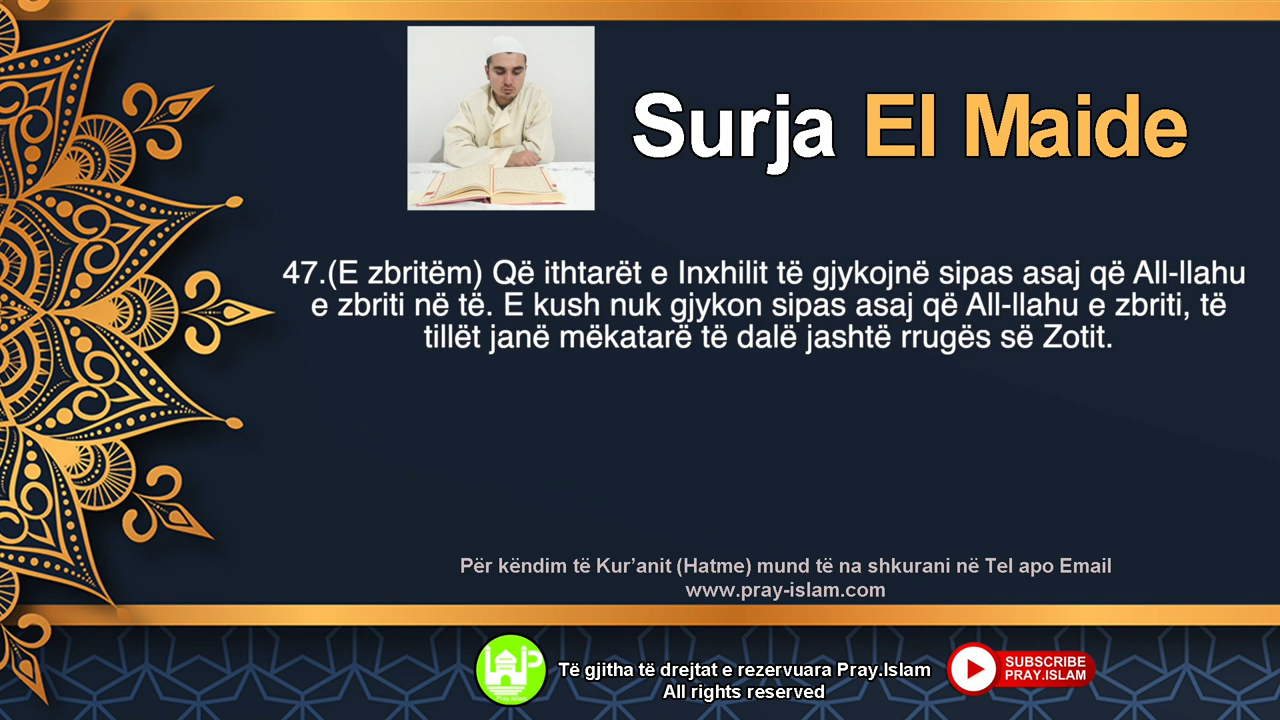 Surja El Maide
47.(E zbritëm) Që ithtarët e Inxhilit të gjykojnë sipas asaj që All-llahu
e zbriti në të. E kush nuk gjykon sipas asaj që All-llahu e zbriti, të
tillët janë mëkatarë të dalë jashtë rrugës së Zotit.
Për këndim të Kur’anit (Hatme) mund të na shkurani në Tel apo Email
www.pray-islam.com
Pray Islam
Të gjiitha të drejtat e rezervuara Pray.Islam
All rights reserved
SUBSCRIBE
PRAY.ISLAM